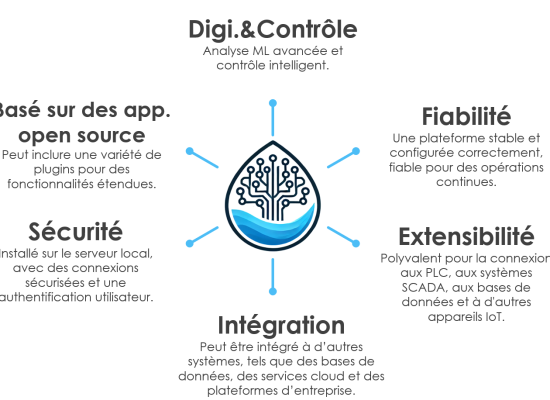 Digi.&Contrôle
Analyse ML avancée et
contrôle intelligent.
Basé sur des app.
open source
Peut inclure une variété de
plugins pour des
fonctionnalités étendues.
Fiabilité
Une plateforme stable et
configurée correctement,
fiable pour des opérations
continues.
Sécurité
Installé sur le serveur local,
avec des connexions
sécurisées et une
authentification utilisateur.
Extensibilité
Polyvalent pour la connexion
aux PLC, aux systèmes
SCADA, aux bases de
données et à d'autres
appareils IoT.
Intégration
Peut être intégré à d’autres
systèmes, tels que des bases de
données, des services cloud et des
plateformes d’entreprise.